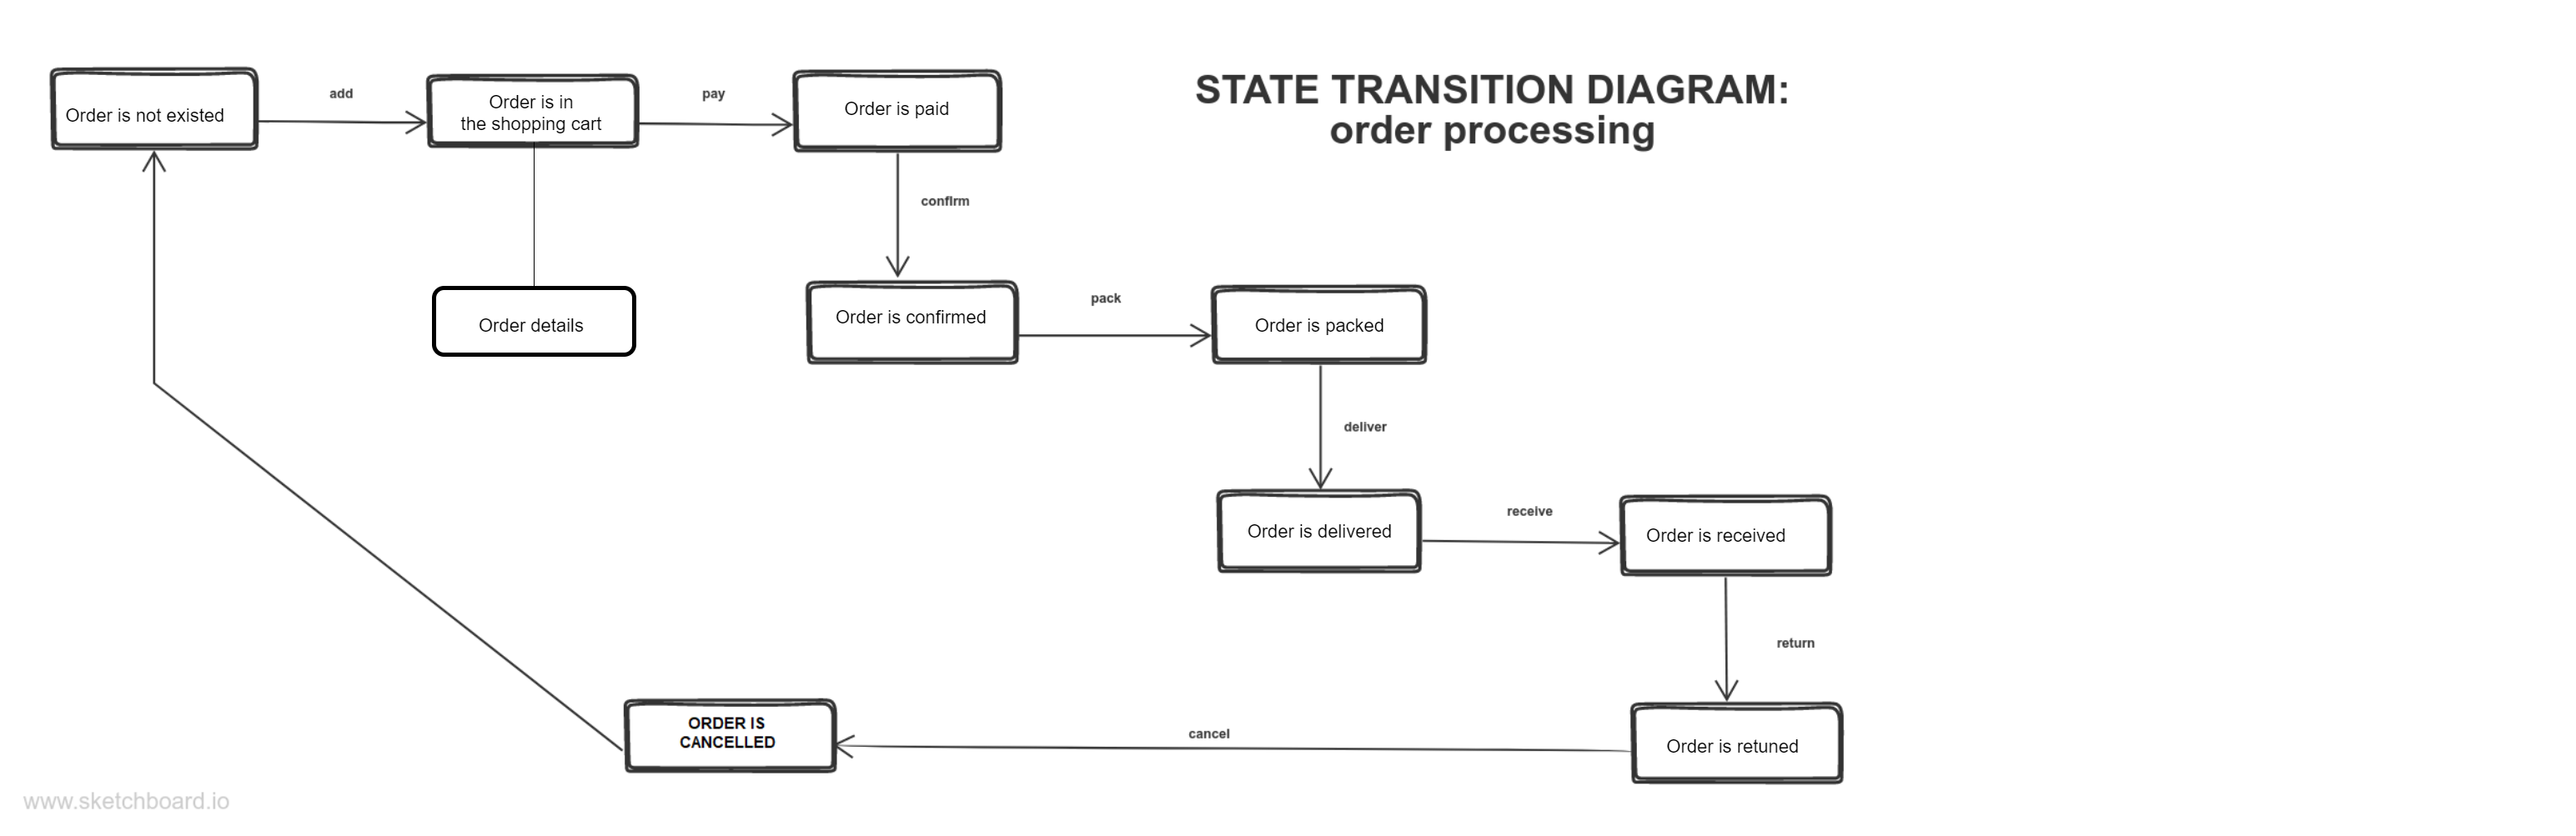 STATE TRANSITION DIAGRAM:
order processing
Order is not existed
add
Order is in
the shopping cart
pay
Order is paid
confirm
Order details
Order is confirmed
pack
Order is packed
deliver
Order is delivered
receive
Order is received
return
Order is retuned
cancel
ORDER IS
CANCELLED
www.sketchboard.io